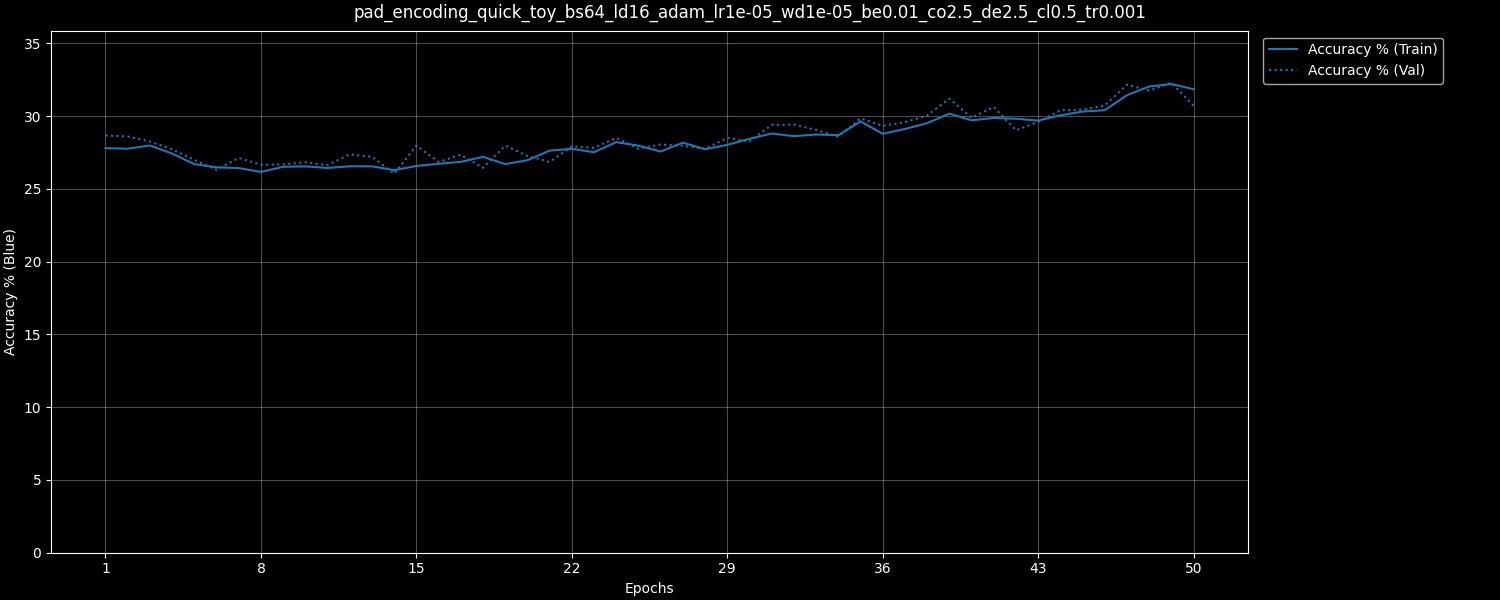 pad_encoding_quick_toy_bs64_ld16_adam_lr1e-05_wd1e-05_be0.01_co2.5_de2.5_cl0.5_tr0.001
Accuracy % (Train)
Accuracy % (Val)
Accuracy % (Blue)
35
30
25
20
15
10
5
0
1 8 15 22 29 36 43 50
Epochs